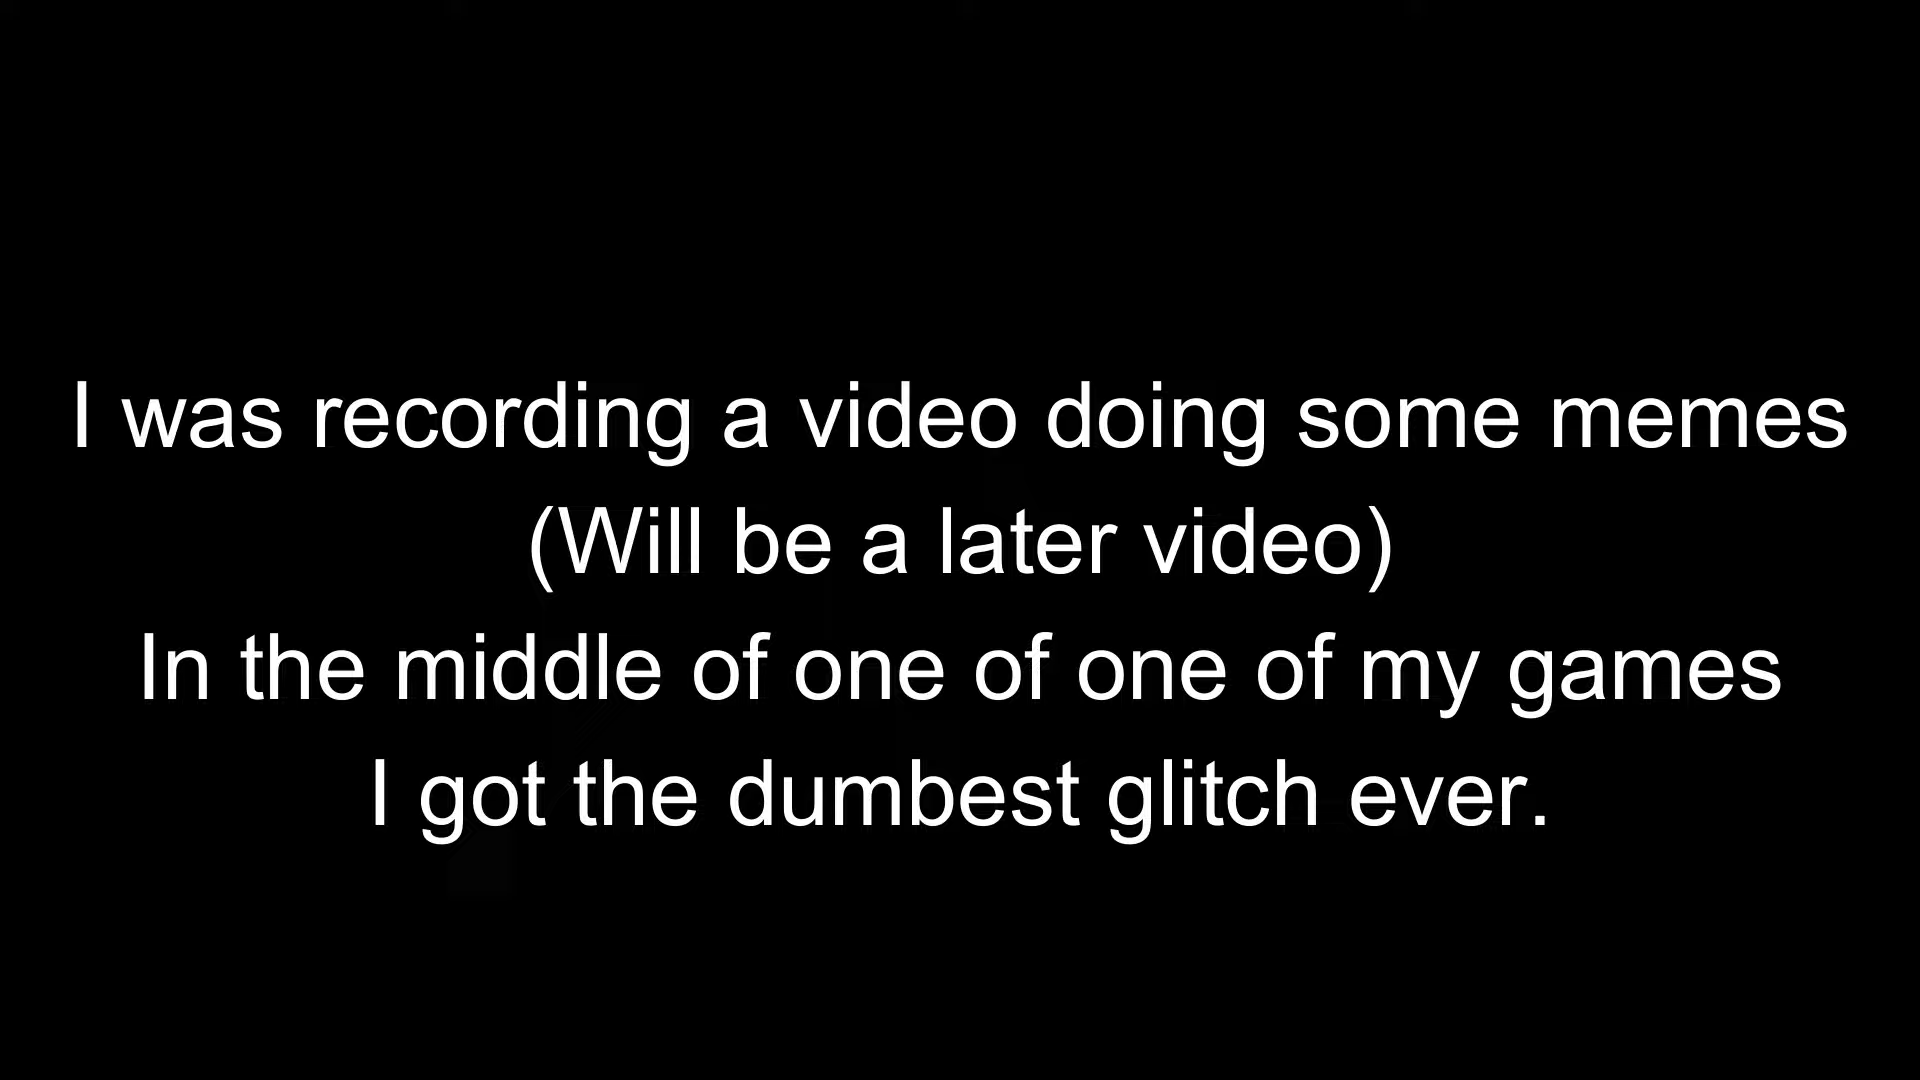 I was recording a video doing some memes
(Will be a later video)
In the middle of one of one of my games
I got the dumbest glitch ever.